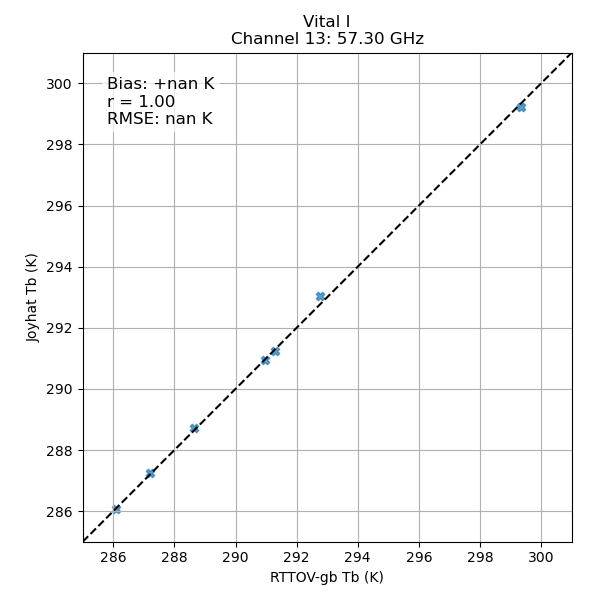 Vital I
Channel 13: 57.30 GHz
Bias: +nan K
r = 1.00
RMSE: nan K
300
298
296
294
292
290
288
286
Joyhat Tb (K)
286 288 290 292 294 296 298 300
RTTOV-gb Tb (K)